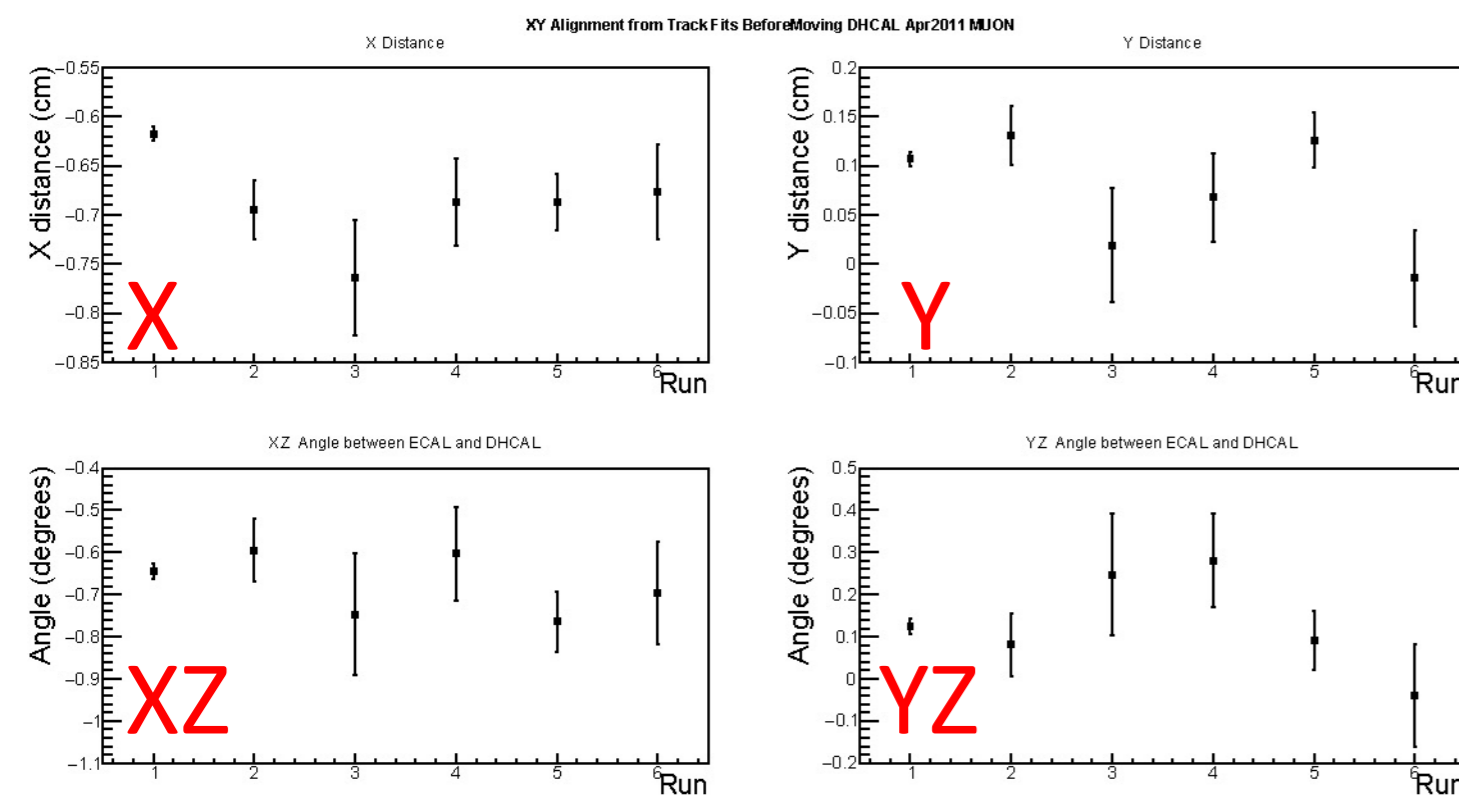 XY Alignment from Track Fits BeforeMoving DHCAL Apr2011 MUON
X Distance
X distance (cm)
−0.55
−0.6
−0.65
−0.7
−0.75
−0.8
−0.85
X
1 2 3 4 5 6
Run
Y Distance
Y distance (cm)
0.2
0.15
0.1
0.05
0
−0.05
−0.1
Y
1 2 3 4 5 6
Run
XZ Angle between ECAL and DHCAL
Angle (degrees)
−0.4
−0.5
−0.6
−0.7
−0.8
−0.9
−1
−1.1
XZ
1 2 3 4 5 6
Run
YZ Angle between ECAL and DHCAL
Angle (degrees)
0.5
0.4
0.3
0.2
0.1
0
−0.1
−0.2
YZ
1 2 3 4 5 6
Run